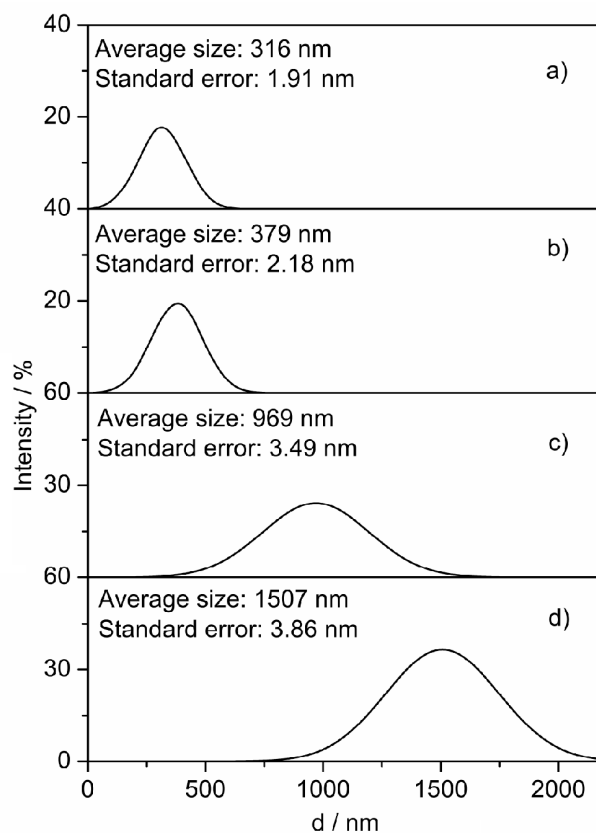 40
Average size: 316 nm
Standard error: 1.91 nm
a)
20
40
Average size: 379 nm
Standard error: 2.18 nm
b)
20
60
Average size: 969 nm
Standard error: 3.49 nm
c)
30
60
Average size: 1507 nm
Standard error: 3.86 nm
d)
30
0
Intensity / %
0 500 1000 1500 2000
d / nm